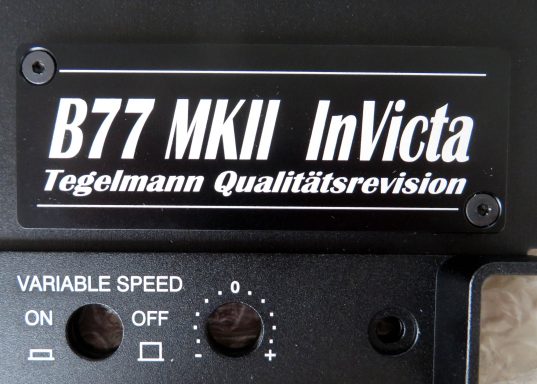 B77 MKII InVicta
Tegelmann Qualitätsrevision
VARIABLE SPEED
0
ON OFF
- +